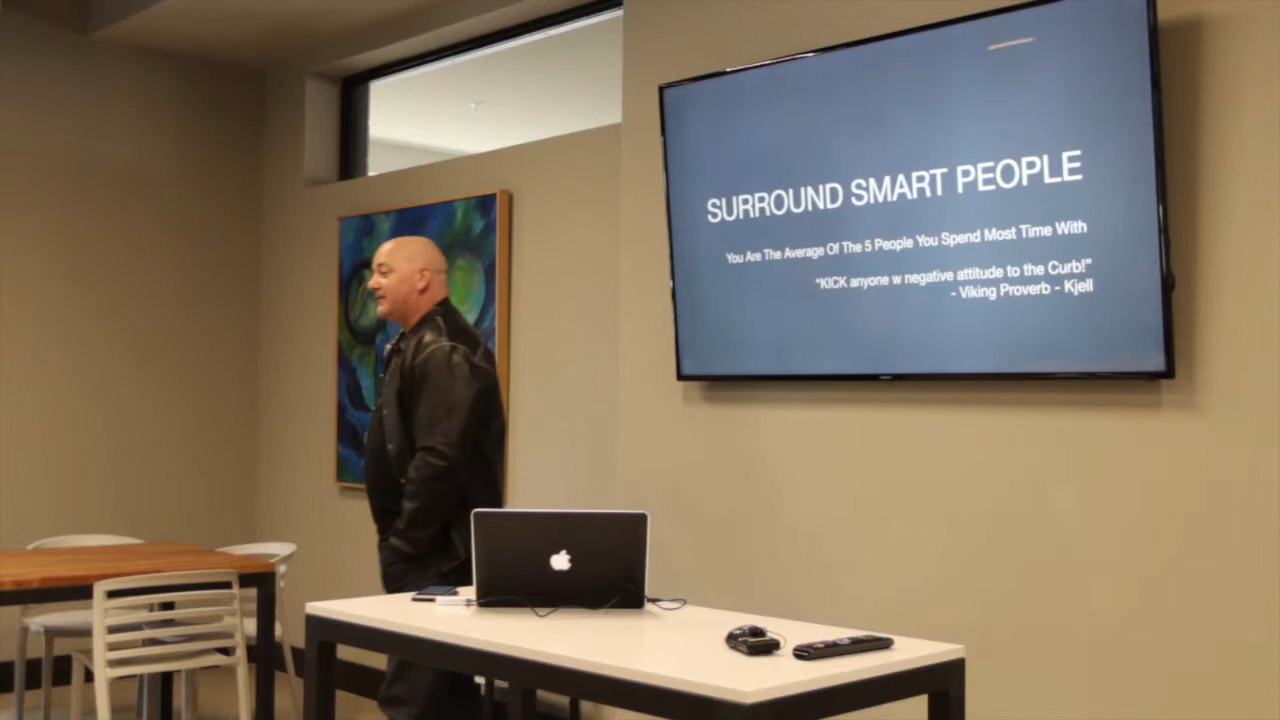 SURROUND SMART PEOPLE
You Are The Average Of The 5 People You Spend Most Time With
“KICK anyone w negative attitude to the Curb!”
- Viking Proverb - Kjell